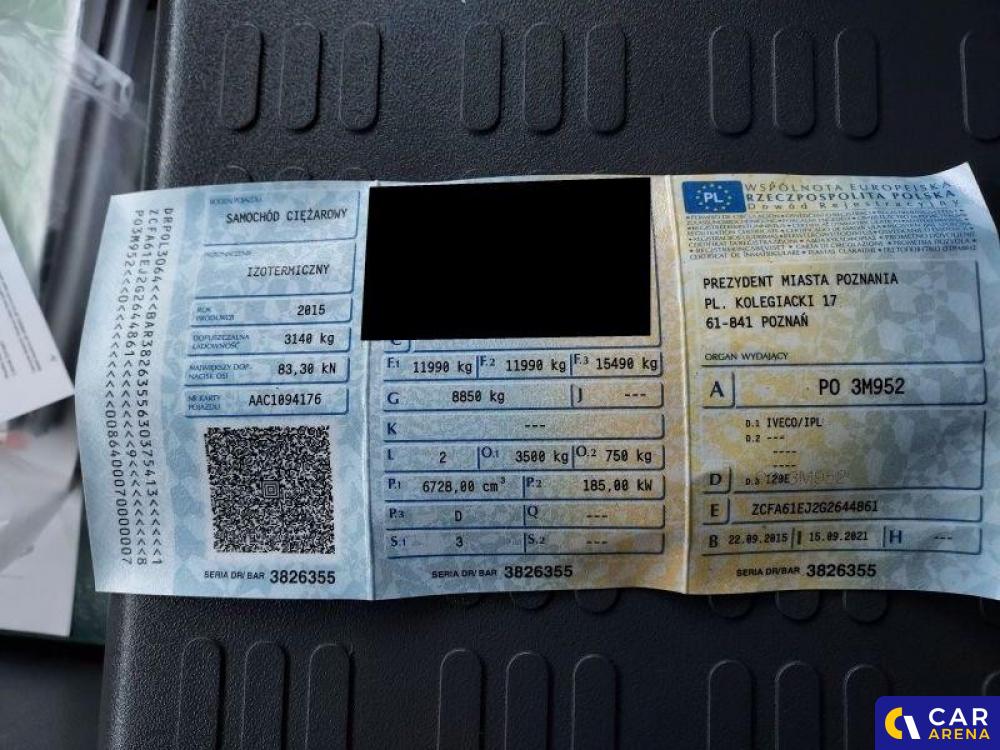 DRPOL3064<<<BAR38263556303754134<<<<<1
ZCFA61EJ2G2644861<<<<<<<<<<<<<<<<<<8
PO3M952<<0<<<<<<<<<<<<<0086400070000007
RODZAJ POJAZDU
SAMOCHÓD CIĘŻAROWY
PRZEZNACZENIE
IZOTERMICZNY
ROK PRODUKCJI
2015
DOPUSZCZALNA ŁADOWNOŚĆ
3140 kg
NAJWIĘKSZY DOP. NACISK OSI
83,30 kN
NR KARTY POJAZDU
AAC1094176
SERIA DR/BAR 3826355
C
F.1 11990 kg F.2 11990 kg F.3 15490 kg
G 8850 kg J ---
K ---
L 2 O.1 3500 kg O.2 750 kg
P.1 6728,00 cm³ P.2 185,00 kW
P.3 D Q ---
S.1 3 S.2 ---
SERIA DR/BAR 3826355
PL
WSPÓLNOTA EUROPEJSKA
RZECZPOSPOLITA POLSKA
Dowód Rejestracyjny
PREZYDENT MIASTA POZNANIA
PL. KOLEGIACKI 17
61-841 POZNAŃ
ORGAN WYDAJĄCY
A PO 3M952
D.1 IVECO/IPL
D.2 ---
----
----
D D.3 120E
E ZCFA61EJ2G2644861
B 22.09.2015 I 15.09.2021 H ---
SERIA DR/BAR 3826355
CAR
ARENA